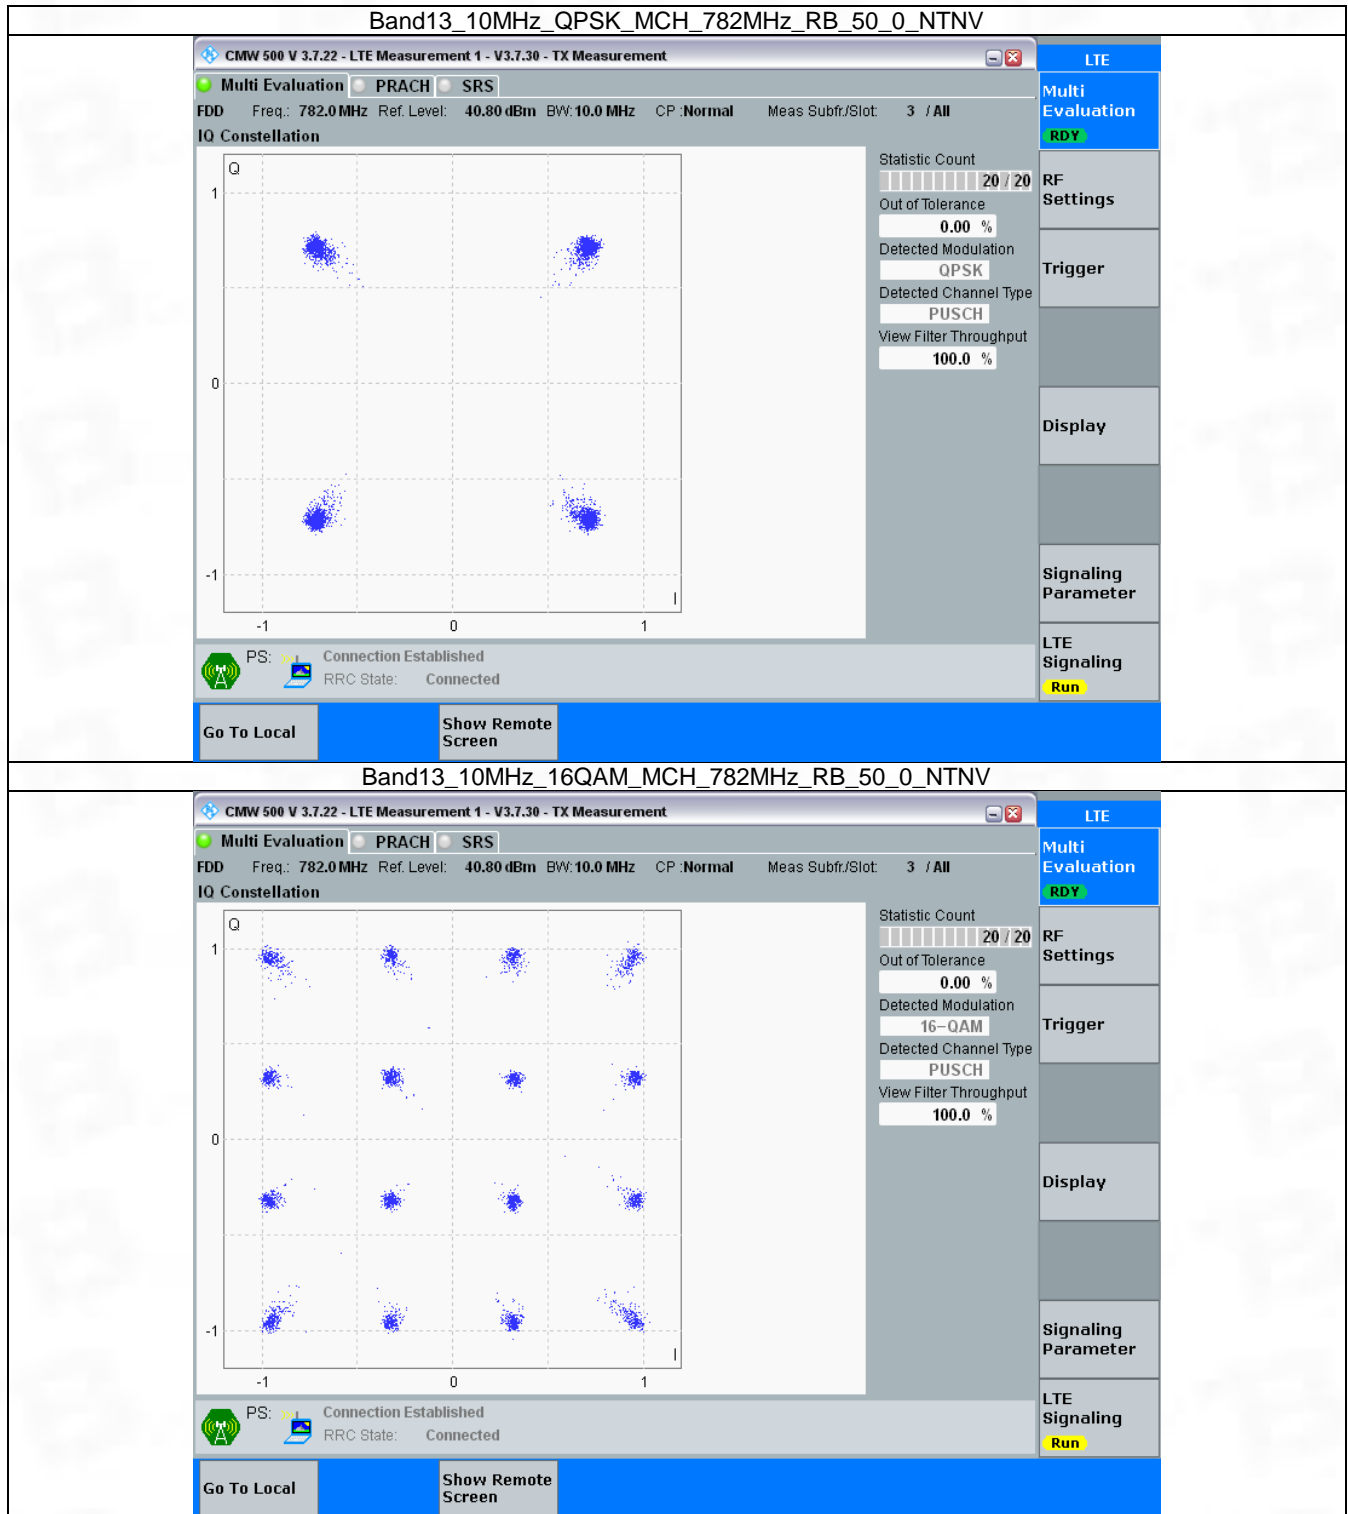 Band13_10MHz_QPSK_MCH_782MHz_RB_50_0_NTNV
CMW 500 V 3.7.22 - LTE Measurement 1 - V3.7.30 - TX Measurement
LTE
Multi Evaluation PRACH SRS
FDD Freq.: 782.0 MHz Ref. Level: 40.80 dBm BW: 10.0 MHz CP :Normal Meas Subfr./Slot: 3 / All
IQ Constellation
Q
1
0
-1
I
-1 0 1
Statistic Count
20 / 20
Out of Tolerance
0.00 %
Detected Modulation
QPSK
Detected Channel Type
PUSCH
View Filter Throughput
100.0 %
Multi
Evaluation
RDY
RF
Settings
Trigger
Display
Signaling
Parameter
LTE
Signaling
Run
PS: Connection Established
RRC State: Connected
Go To Local
Show Remote
Screen
Band13_10MHz_16QAM_MCH_782MHz_RB_50_0_NTNV
CMW 500 V 3.7.22 - LTE Measurement 1 - V3.7.30 - TX Measurement
LTE
Multi Evaluation PRACH SRS
FDD Freq.: 782.0 MHz Ref. Level: 40.80 dBm BW: 10.0 MHz CP :Normal Meas Subfr./Slot: 3 / All
IQ Constellation
Q
1
0
-1
I
-1 0 1
Statistic Count
20 / 20
Out of Tolerance
0.00 %
Detected Modulation
16-QAM
Detected Channel Type
PUSCH
View Filter Throughput
100.0 %
Multi
Evaluation
RDY
RF
Settings
Trigger
Display
Signaling
Parameter
LTE
Signaling
Run
PS: Connection Established
RRC State: Connected
Go To Local
Show Remote
Screen